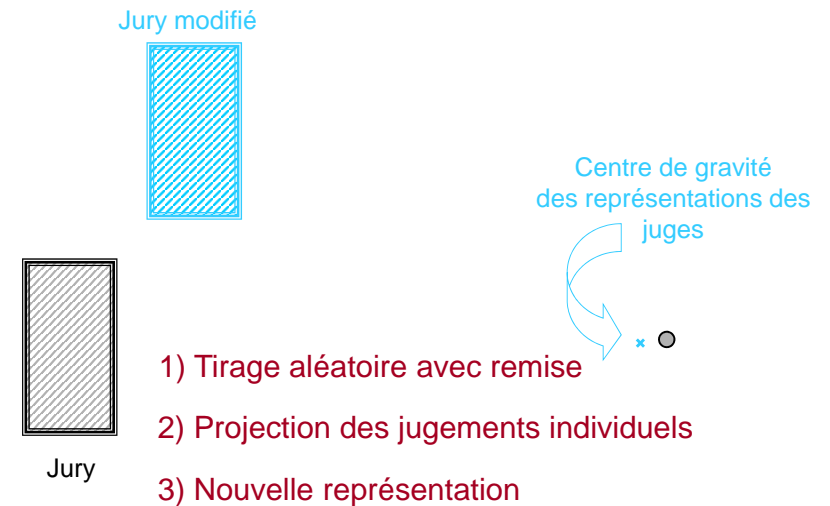 Jury modifié
Centre de gravité
des représentations des
juges
1) Tirage aléatoire avec remise
2) Projection des jugements individuels
Jury
3) Nouvelle représentation